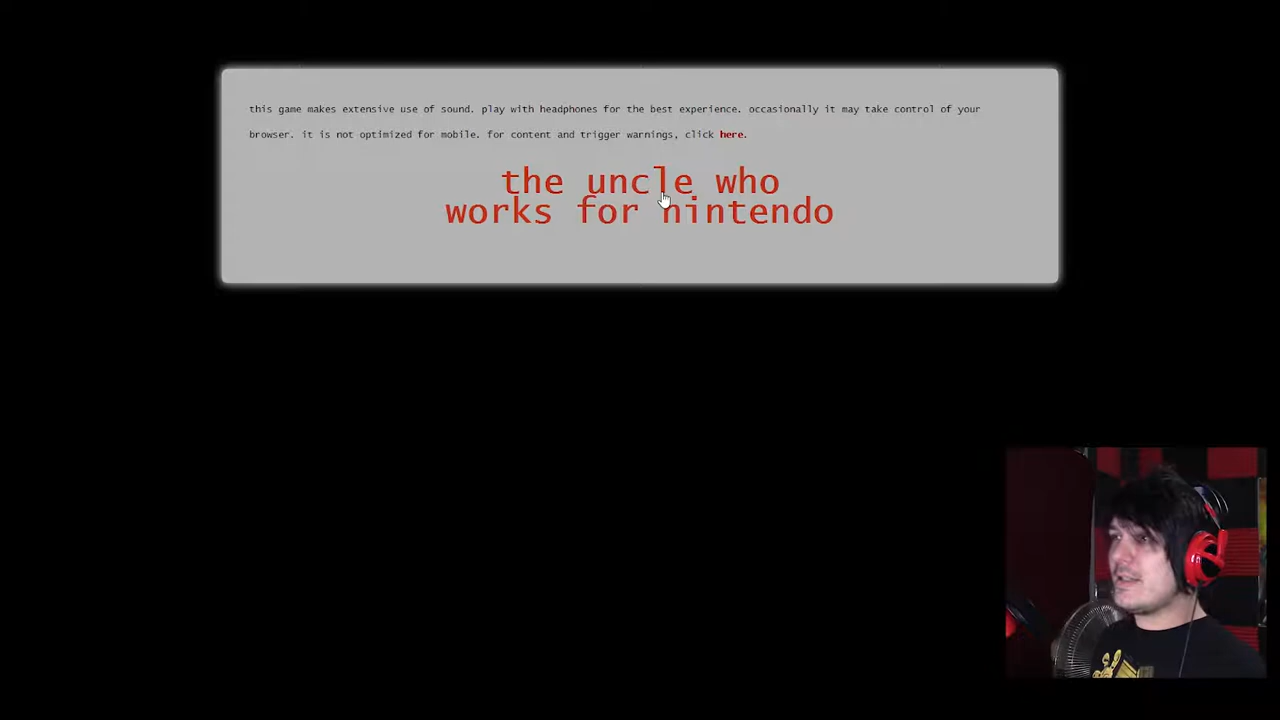 this game makes extensive use of sound. play with headphones for the best experience. occasionally it may take control of your
browser. it is not optimized for mobile. for content and trigger warnings, click here.
the uncle who
works for nintendo